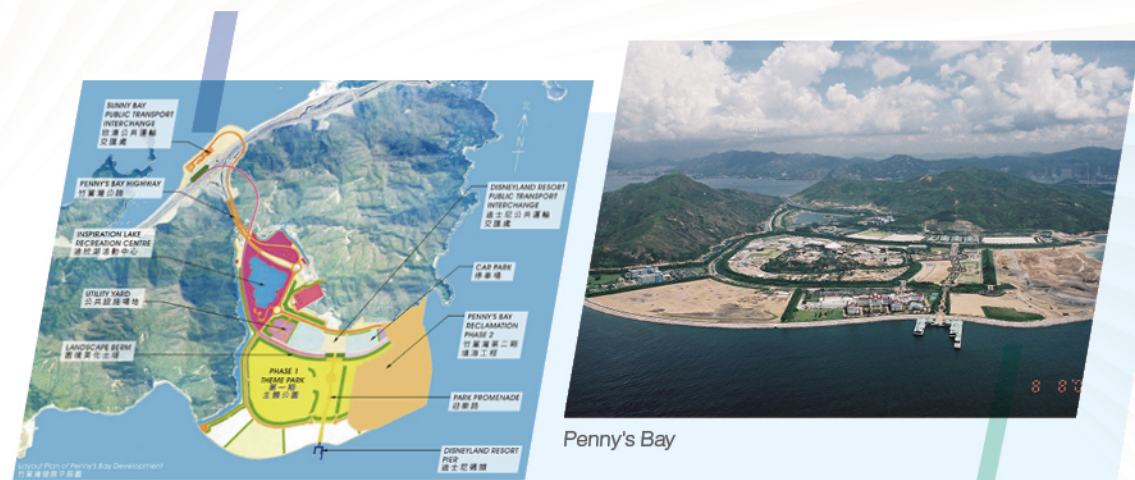 SUNNY BAY
PUBLIC TRANSPORT
INTERCHANGE
欣澳公共運輸
交匯處
PENNY'S BAY HIGHWAY
竹篙灣公路
INSPIRATION LAKE
RECREATION CENTRE
迪欣湖活動中心
UTILITY YARD
公共設施場地
LANDSCAPE BERM
園境美化土堤
PHASE 1
THEME PARK
第一期
主題公園
北
N
DISNEYLAND RESORT
PUBLIC TRANSPORT
INTERCHANGE
迪士尼公共運輸
交匯處
CAR PARK
停車場
PENNY'S BAY
RECLAMATION
PHASE 2
竹篙灣第二期
填海工程
PARK PROMENADE
迎樂路
DISNEYLAND RESORT
PIER
迪士尼碼頭
Layout Plan of Penny's Bay Development
竹篙灣發展平面圖
Penny's Bay